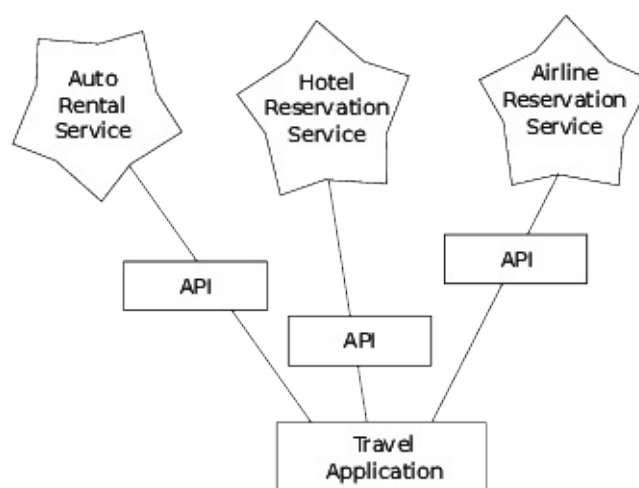 Auto
Rental
Service
Hotel
Reservation
Service
Airline
Reservation
Service
API
API
API
Travel
Application